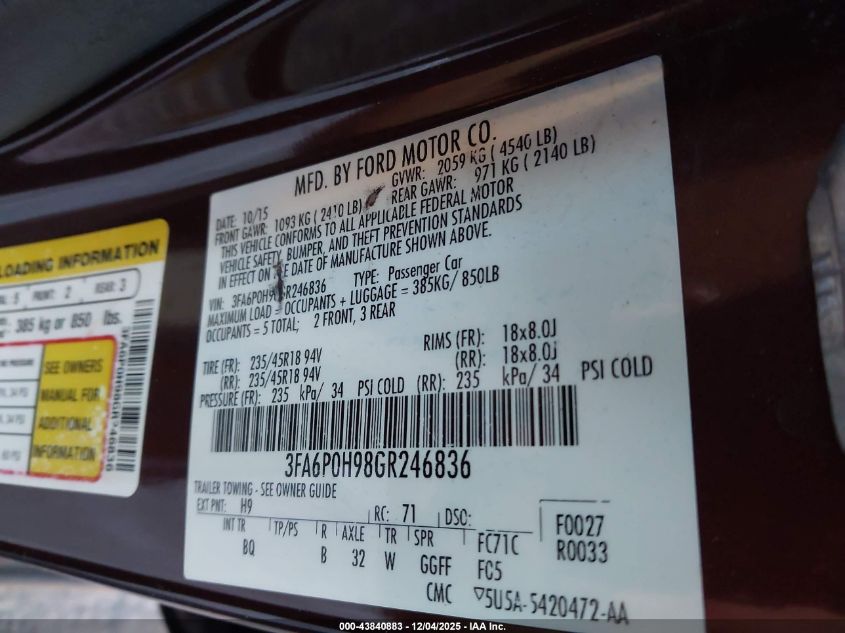 MFD. BY FORD MOTOR CO.
DATE: 10/15 GVWR: 2059 KG ( 4540 LB)
FRONT GAWR: 1093 KG ( 2410 LB) REAR GAWR: 971 KG ( 2140 LB)
THIS VEHICLE CONFORMS TO ALL APPLICABLE FEDERAL MOTOR
VEHICLE SAFETY, BUMPER, AND THEFT PREVENTION STANDARDS
IN EFFECT ON THE DATE OF MANUFACTURE SHOWN ABOVE.
VIN: 3FA6P0H98GR246836 TYPE: Passenger Car
MAXIMUM LOAD = OCCUPANTS + LUGGAGE = 385KG/ 850LB
OCCUPANTS = 5 TOTAL; 2 FRONT, 3 REAR
TIRE (FR): 235/45R18 94V RIMS (FR): 18x8.0J
(RR): 235/45R18 94V (RR): 18x8.0J
PRESSURE (FR): 235 kPa/ 34 PSI COLD (RR): 235 kPa/ 34 PSI COLD
3FA6P0H98GR246836
TRAILER TOWING - SEE OWNER GUIDE
EXT PNT: H9 RC: 71 DSO: F0027
INT TR TP/PS R AXLE TR SPR FC71C R0033
BQ B 32 W GGFF FC5
CMC 5U5A-5420472-AA
LOADING INFORMATION
5 FRONT: 2 REAR: 3
385 kg or 850 lbs.
SEE OWNERS
MANUAL FOR
ADDITIONAL
INFORMATION
3FA6P0H98GR246836
000-43840883 - 12/04/2025 - IAA Inc.